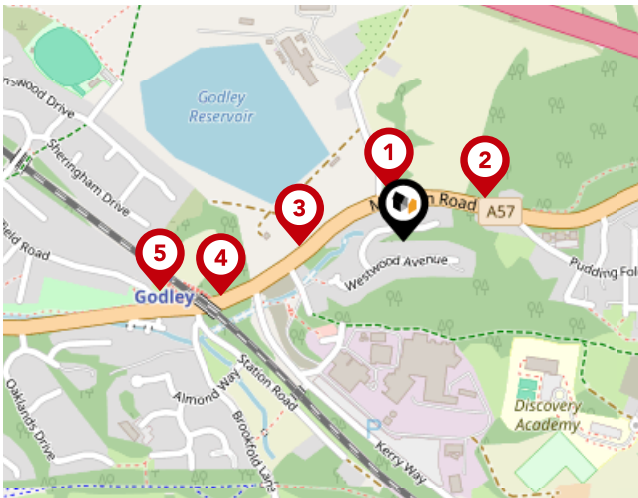 Godley
Reservoir
Sheringham Drive
1
2
Road
A57
3
5
4
Godley
Westwood Avenue
Station Road
Almond Way
Brookfold Lane
Oaklands Drive
Discovery
Academy
P
Kerry Way